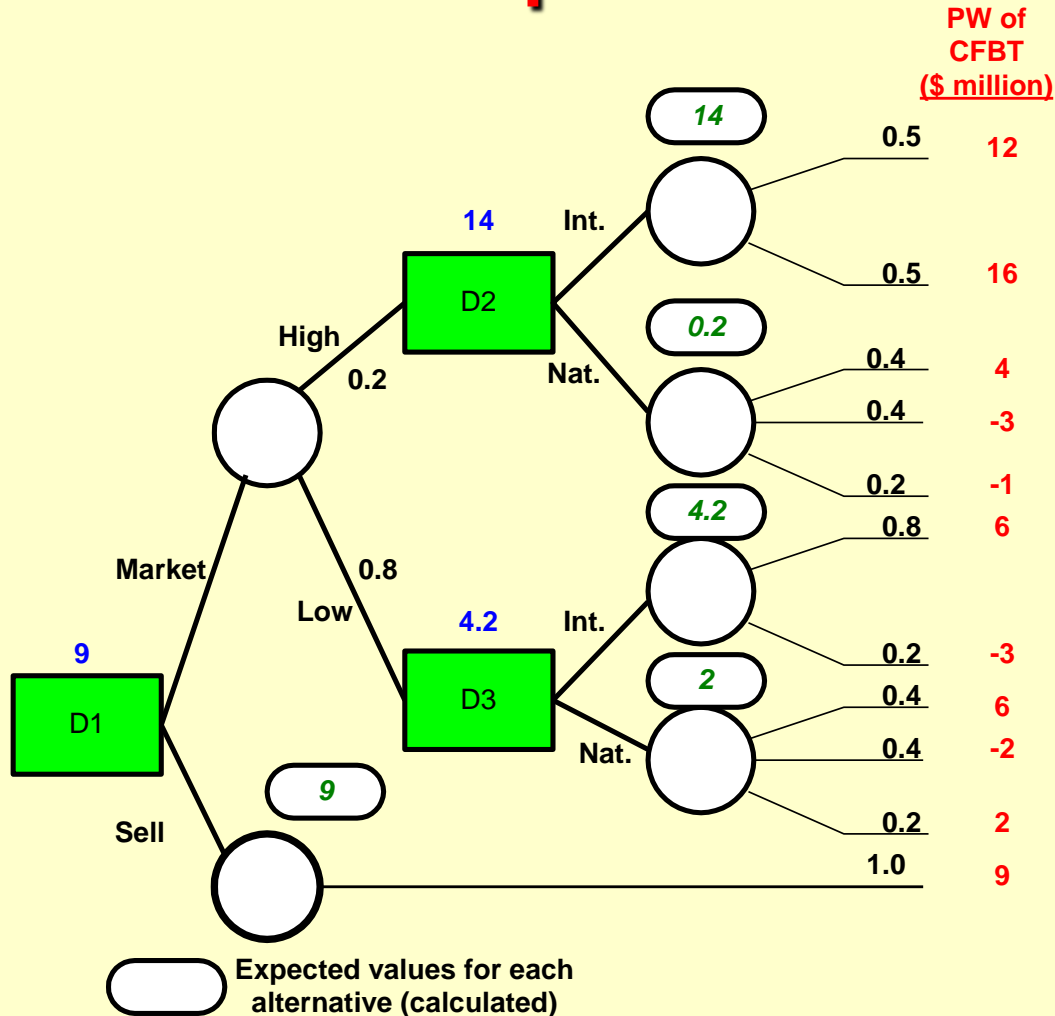 PW of
CFBT
($ million)
14
0.5
12
14
Int.
0.5
16
D2
0.2
High
0.2
Nat.
0.4
4
0.4
-3
0.2
-1
4.2
0.8
6
Market
0.8
Low
4.2
Int.
0.2
-3
9
2
D1
D3
0.4
6
Nat.
0.4
-2
9
0.2
2
Sell
1.0
9
Expected values for each
alternative (calculated)